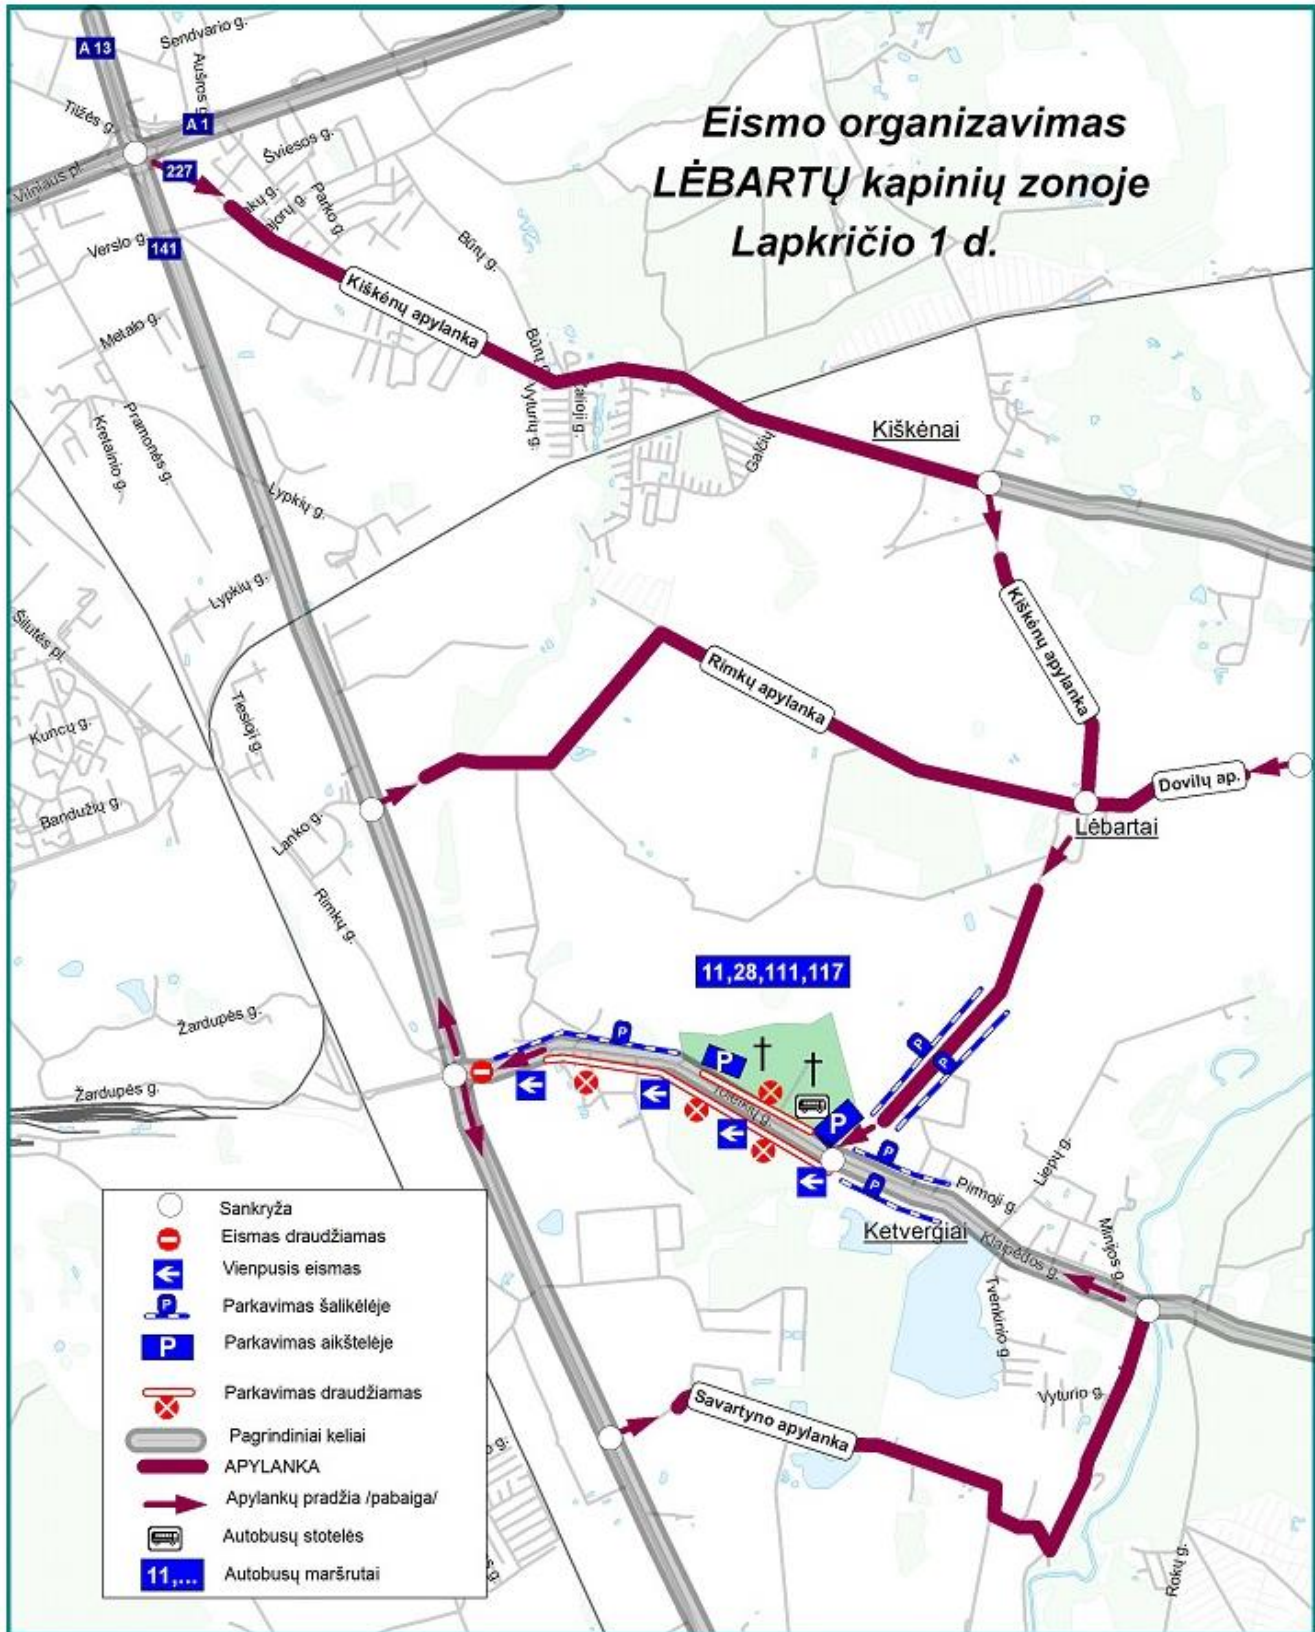 A 13
Sendvario g.
Aušros g.
Tilžės g.
A 1
Šviesos g.
Eismo organizavimas
LĖBARTŲ kapinių zonoje
Lapkričio 1 d.
Vilniaus pl.
227
Parko g.
Verslo g.
141
Būrų g.
Kiškėnų apylanka
Metalo g.
Būrų g.
Vyturių g.
Galčių
Kiškėnai
Pramonės g.
Kretainio g.
Lypkių g.
Lypkių g.
Kiškėnų apylanka
Šilutės pl.
Rimkų apylanka
Tiesioji g.
Kuncų g.
Dovilų ap.
Bandužių g.
Lanko g.
Lėbartai
Rimkų g.
11,28,111,117
Žardupės g.
P
P
P
P
Žardupės g.
P
P
Liepų g.
Pirmoji g.
P
Ketvergiai
Klaipėdos g.
Minijos g.
Tvenkinio g.
Vyturio g.
Savartyno apylanka
Rokų g.
Sankryža
Eismas draudžiamas
Vienpusis eismas
P Parkavimas šalikėlėje
P Parkavimas aikštelėje
Parkavimas draudžiamas
Pagrindiniai keliai
APYLANKA
Apylankų pradžia /pabaiga/
Autobusų stotelės
11,... Autobusų maršrutai